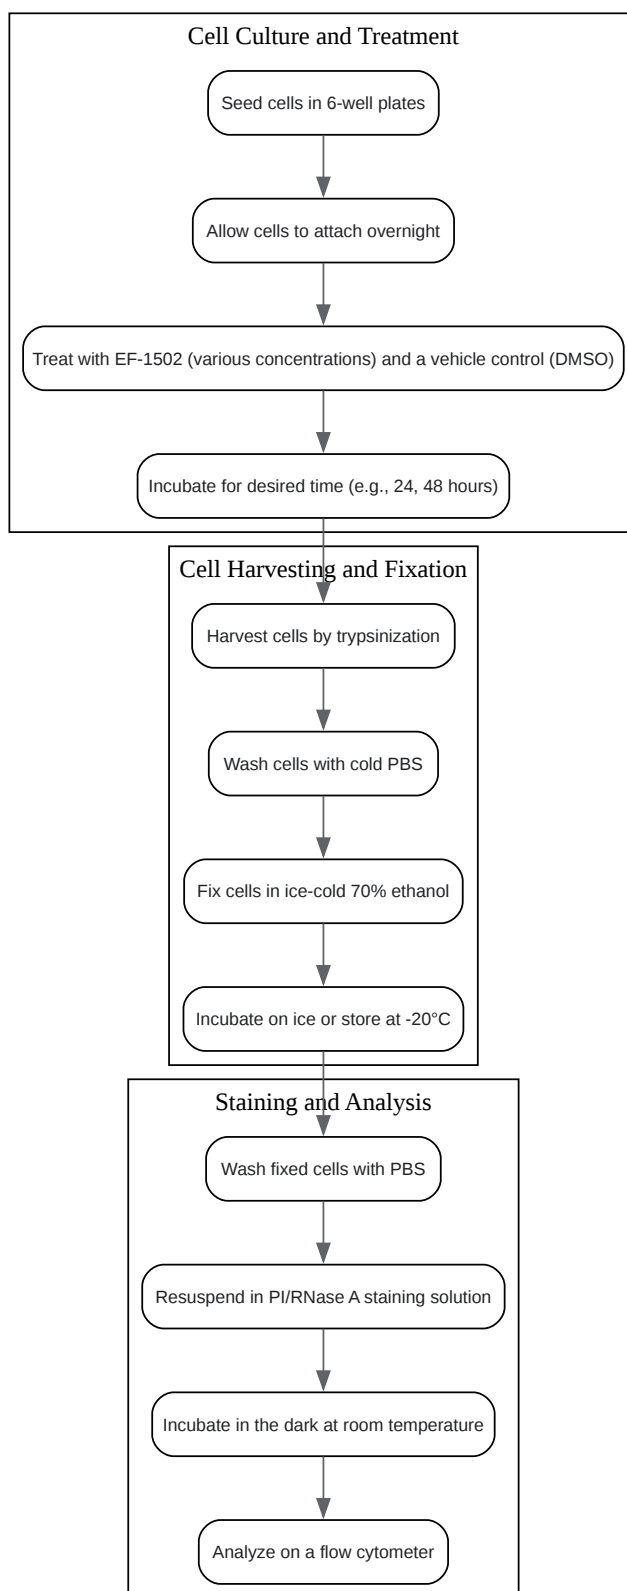 Cell Culture and Treatment
Seed cells in 6-well plates
Allow cells to attach overnight
Treat with EF-1502 (various concentrations) and a vehicle control (DMSO)
Incubate for desired time (e.g., 24, 48 hours)
Cell Harvesting and Fixation
Harvest cells by trypsinization
Wash cells with cold PBS
Fix cells in ice-cold 70% ethanol
Incubate on ice or store at -20°C
Staining and Analysis
Wash fixed cells with PBS
Resuspend in PI/RNase A staining solution
Incubate in the dark at room temperature
Analyze on a flow cytometer